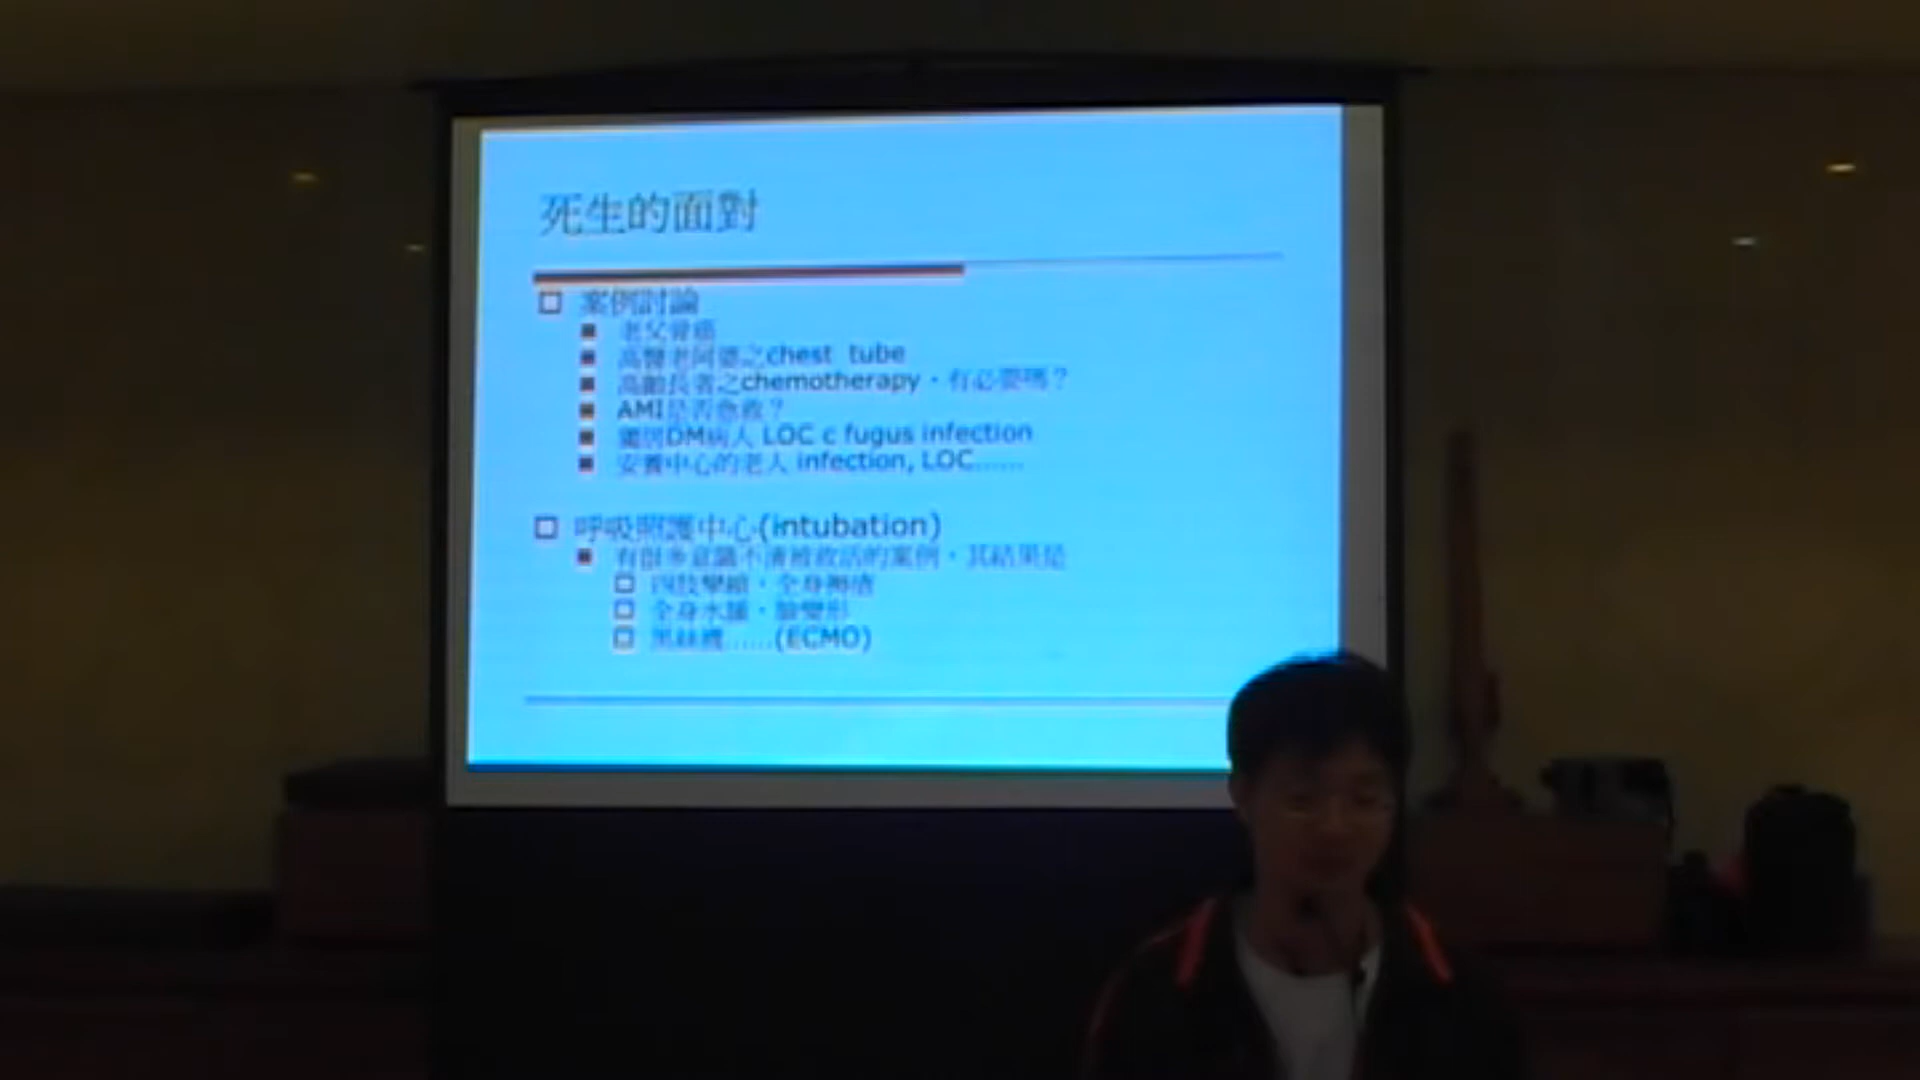 死生的面對
案例討論
老父骨癌
高醫老阿婆之chest tube
高齡長者之chemotherapy,有必要嗎?
AMI是否急救?
獨居DM病人 LOC c fugus infection
安養中心的老人 infection, LOC……
呼吸照護中心(intubation)
有很多意識不清被救活的案例,其結果是
四肢攣縮,全身褥瘡
全身水腫,臉變形
黑絲襪……(ECMO)